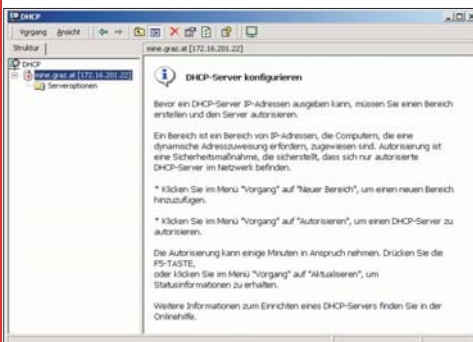 DHCP
Vorgang Ansicht
Struktur
mine.graz.at [172.16.201.22]
DHCP
mine.graz.at [172.16.201.22]
Serveroptionen
DHCP-Server konfigurieren
Bevor ein DHCP-Server IP-Adressen ausgeben kann, müssen Sie einen Bereich
erstellen und den Server autorisieren.
Ein Bereich ist ein Bereich von IP-Adressen, die Computern, die eine
dynamische Adresszuweisung erfordern, zugewiesen sind. Autorisierung ist
eine Sicherheitsmaßnahme, die sicherstellt, dass sich nur autorisierte
DHCP-Server im Netzwerk befinden.
* Klicken Sie im Menü "Vorgang" auf "Neuer Bereich", um einen neuen Bereich
hinzuzufügen.
* Klicken Sie im Menü "Vorgang" auf "Autorisieren", um einen DHCP-Server zu
autorisieren.
Die Autorisierung kann einige Minuten in Anspruch nehmen. Drücken Sie die
F5-TASTE,
oder klicken Sie im Menü "Vorgang" auf "Aktualiseren", um
Statusinformationen zu erhalten.
Weitere Informationen zum Einrichten eines DHCP-Servers finden Sie in der
Onlinehilfe.